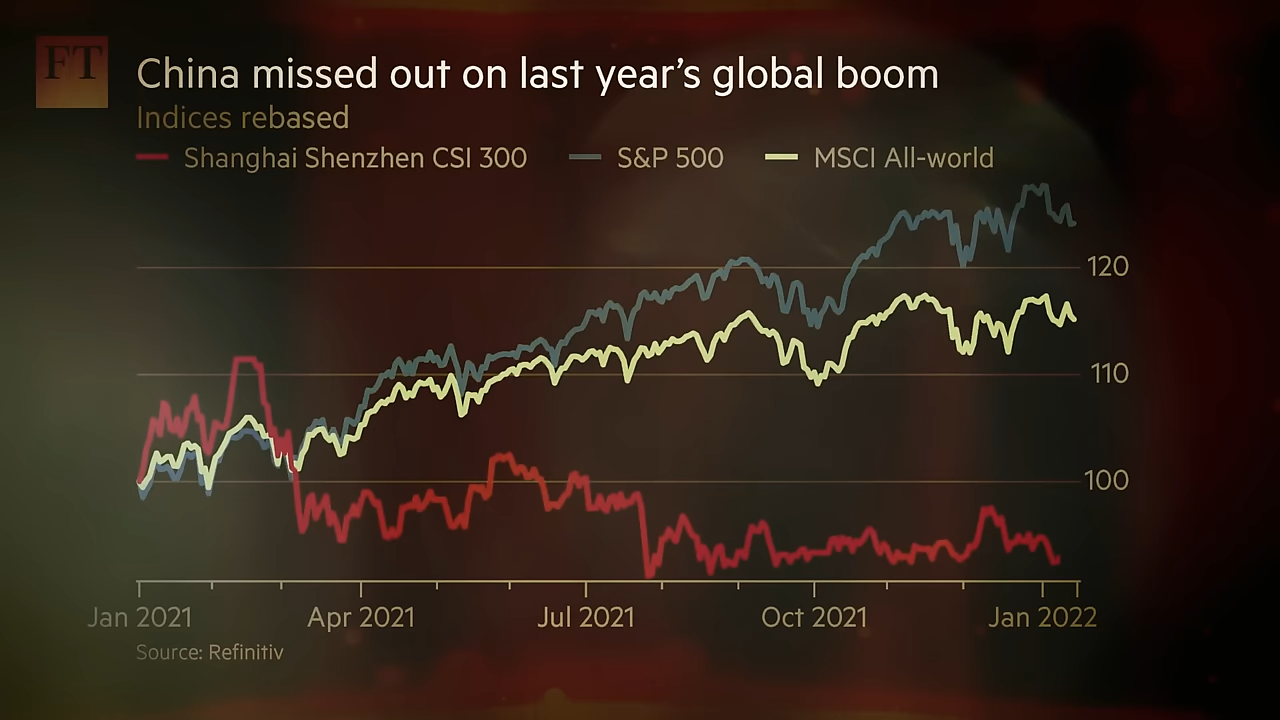 FT
China missed out on last year's global boom
Indices rebased
Shanghai Shenzhen CSI 300 S&P 500 MSCI All-world
120
110
100
Jan 2021 Apr 2021 Jul 2021 Oct 2021 Jan 2022
Source: Refinitiv